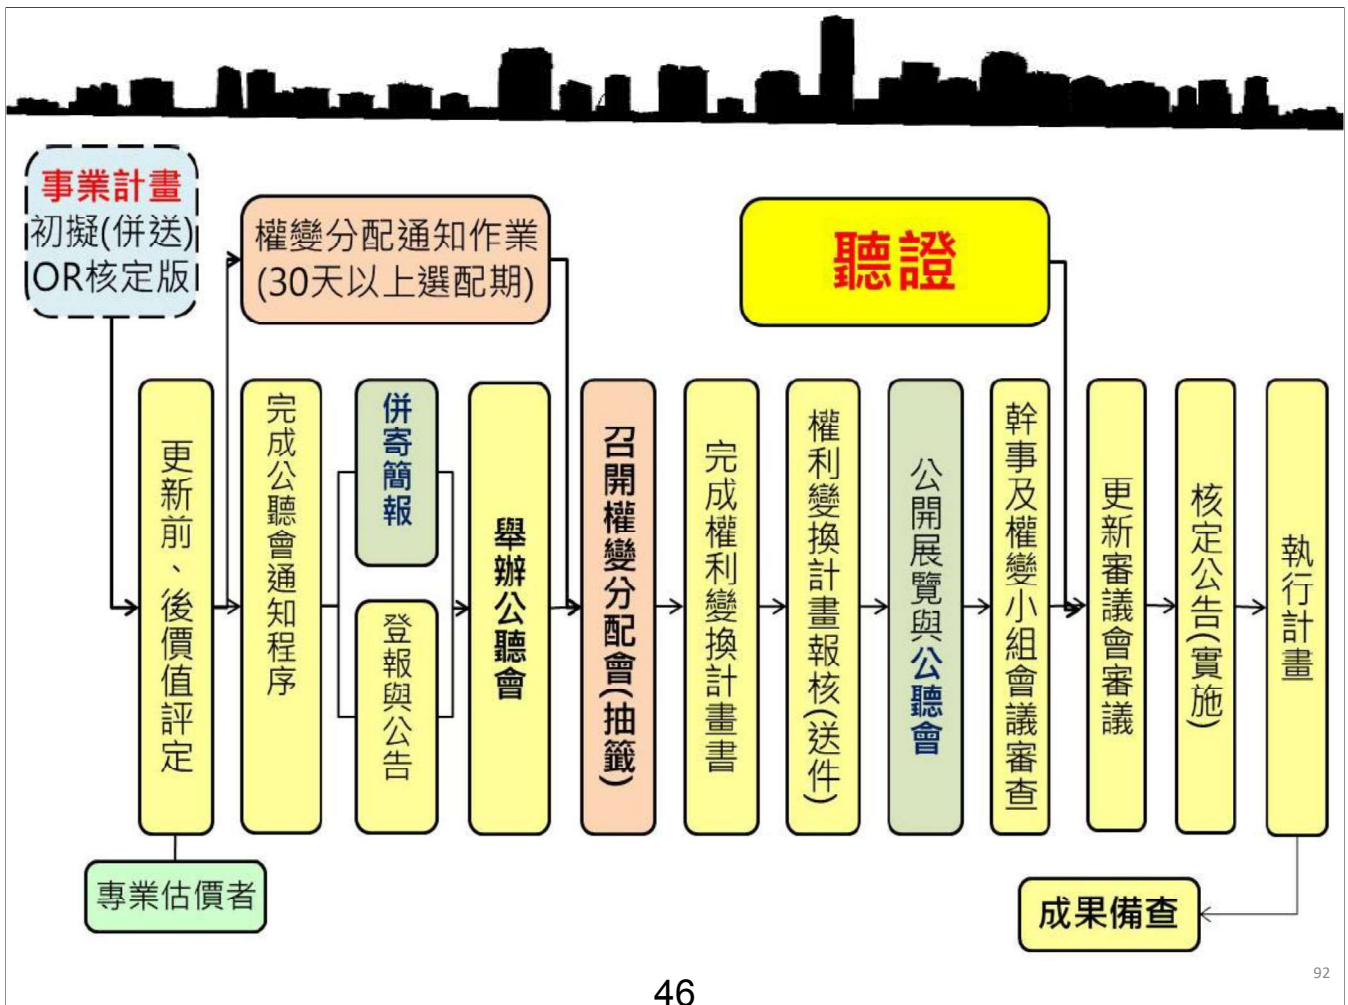 事業計畫
初擬(併送)
OR核定版
權變分配通知作業
(30天以上選配期)
聽證
更新前、後價值評定
完成公聽會通知程序
併寄簡報
登報與公告
舉辦公聽會
召開權變分配會(抽籤)
完成權利變換計畫書
權利變換計畫報核(送件)
公開展覽與公聽會
幹事及權變小組會議審查
更新審議會審議
核定公告(實施)
執行計畫
專業估價者
成果備查
92
46